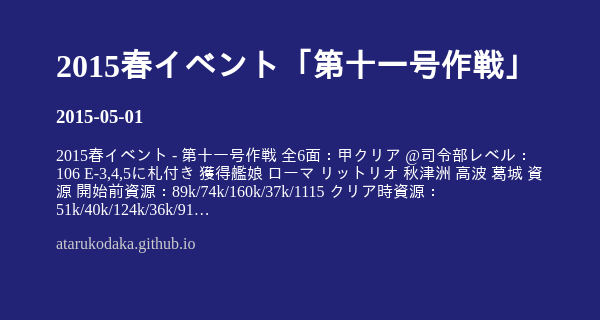 2015春イベント「第十一号作戦」
2015-05-01
2015春イベント - 第十一号作戦 全6面：甲クリア @司令部レベル：
106 E-3,4,5に札付き 獲得艦娘 ローマ リットリオ 秋津洲 高波 葛城 資
源 開始前資源：89k/74k/160k/37k/1115 クリア時資源：
51k/40k/124k/36k/91…
atarukodaka.github.io